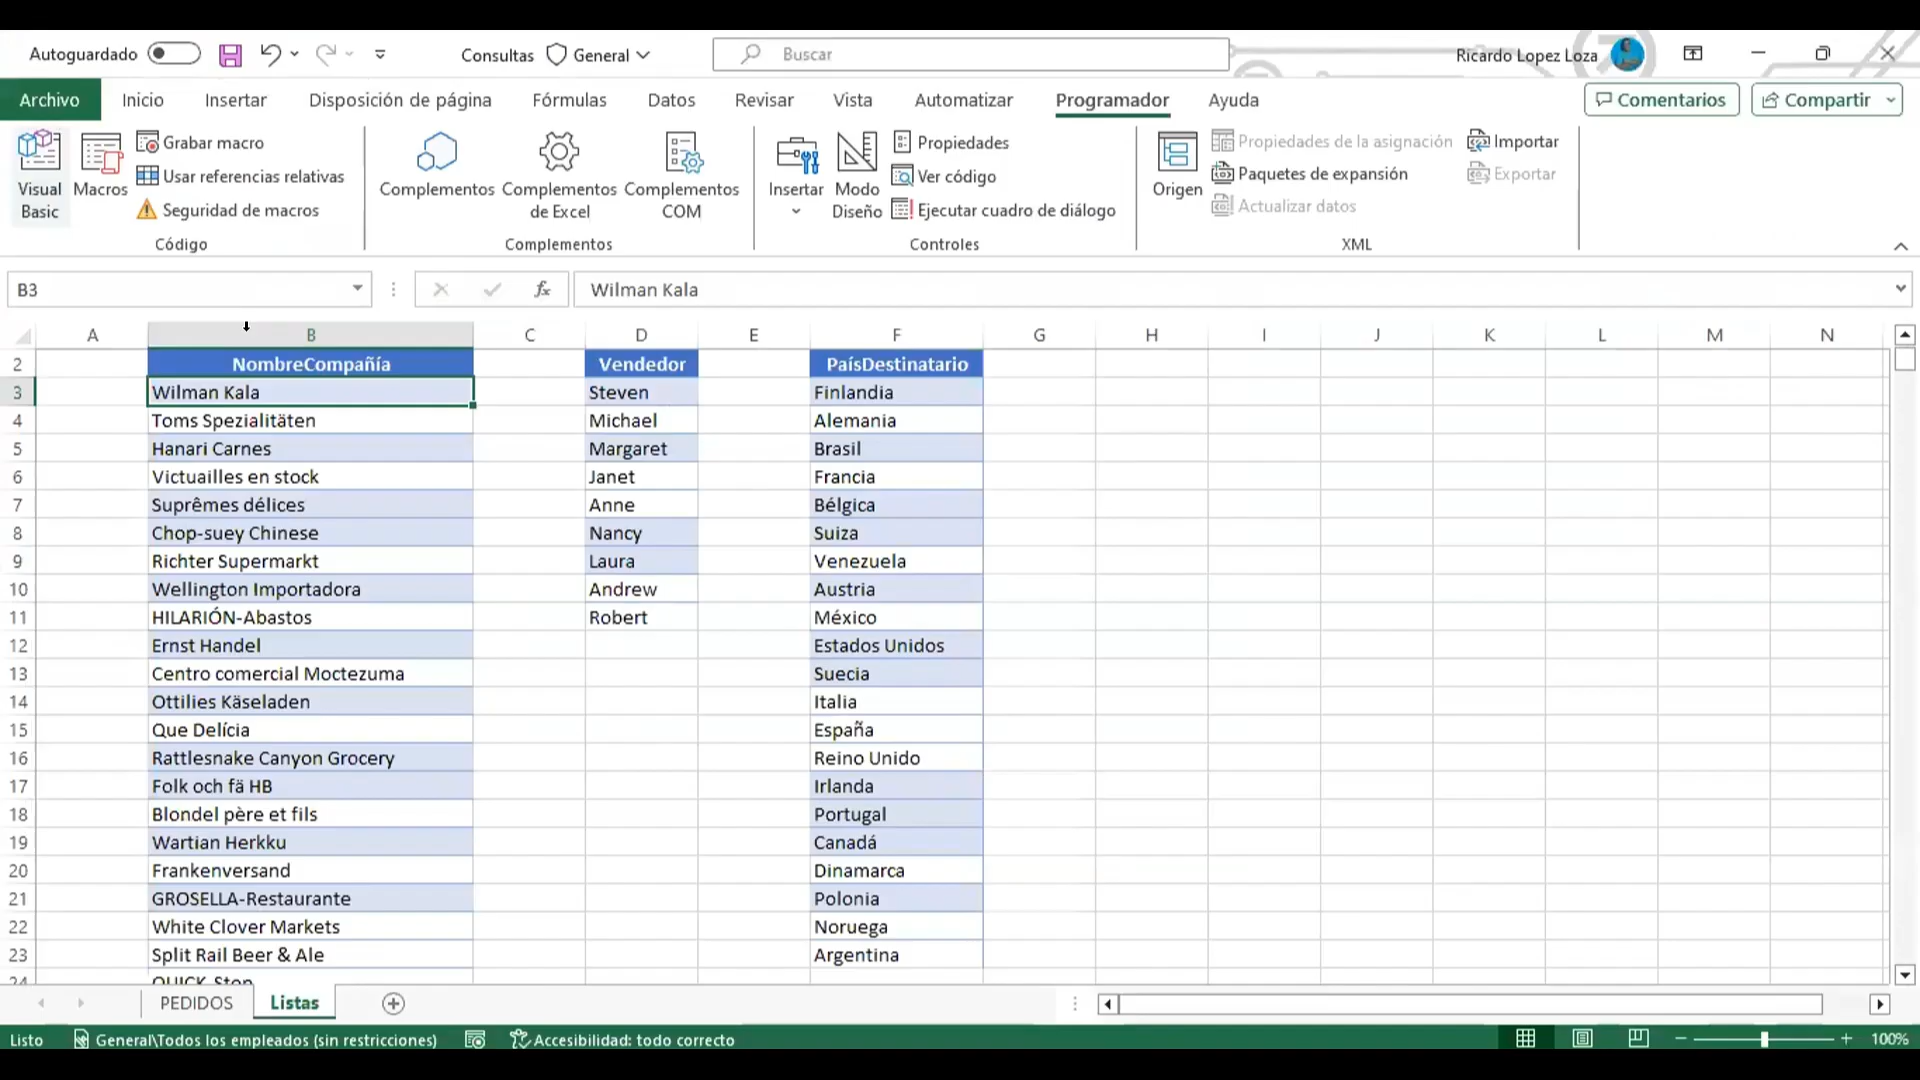 Autoguardado Consultas General Buscar Ricardo Lopez Loza
Archivo Inicio Insertar Disposición de página Fórmulas Datos Revisar Vista Automatizar Programador Ayuda Comentarios Compartir
Visual Basic
Macros
Grabar macro
Usar referencias relativas
Seguridad de macros
Código
Complementos
Complementos de Excel
Complementos COM
Complementos
Insertar
Modo Diseño
Propiedades
Ver código
Ejecutar cuadro de diálogo
Controles
Origen
Propiedades de la asignación
Paquetes de expansión
Actualizar datos
Importar
Exportar
XML
B3 fx Wilman Kala
A B C D E F G H I J K L M N
2 NombreCompañía Vendedor PaísDestinatario
3 Wilman Kala Steven Finlandia
4 Toms Spezialitäten Michael Alemania
5 Hanari Carnes Margaret Brasil
6 Victuailles en stock Janet Francia
7 Suprêmes délices Anne Bélgica
8 Chop-suey Chinese Nancy Suiza
9 Richter Supermarkt Laura Venezuela
10 Wellington Importadora Andrew Austria
11 HILARIÓN-Abastos Robert México
12 Ernst Handel Estados Unidos
13 Centro comercial Moctezuma Suecia
14 Ottilies Käseladen Italia
15 Que Delícia España
16 Rattlesnake Canyon Grocery Reino Unido
17 Folk och fä HB Irlanda
18 Blondel père et fils Portugal
19 Wartian Herkku Canadá
20 Frankenversand Dinamarca
21 GROSELLA-Restaurante Polonia
22 White Clover Markets Noruega
23 Split Rail Beer & Ale Argentina
24 QUICK-Stop
PEDIDOS Listas
Listo General\Todos los empleados (sin restricciones) Accesibilidad: todo correcto 100%